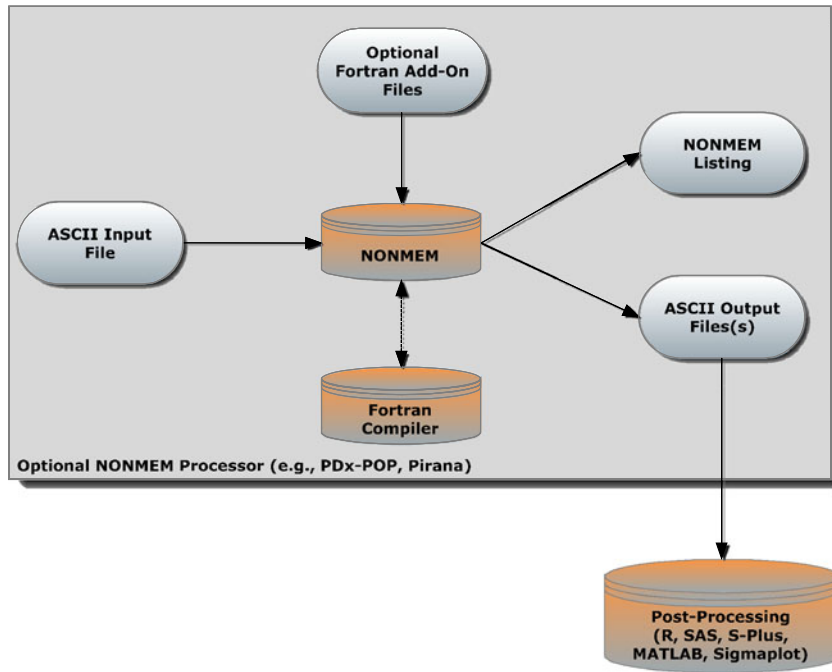 Optional
Fortran Add-On
Files
NONMEM
Listing
ASCII Input
File
NONMEM
ASCII Output
Files(s)
Fortran
Compiler
Optional NONMEM Processor (e.g., PDx-POP, Pirana)
Post-Processing
(R, SAS, S-Plus,
MATLAB, Sigmaplot)